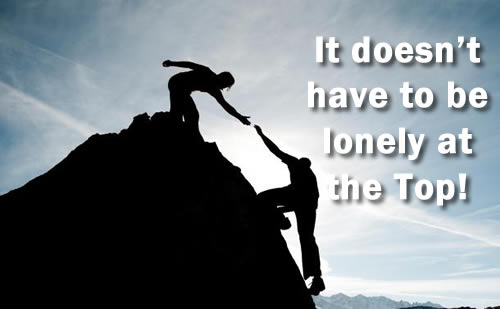 It doesn't
have to be
lonely at
the Top!